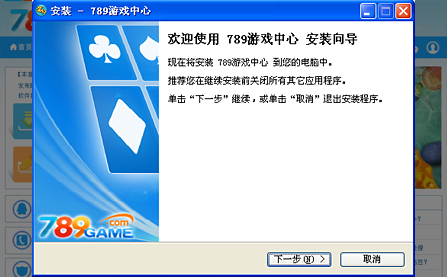 安装 - 789游戏中心
首页
欢迎使用 789游戏中心 安装向导
现在将安装 789游戏中心 到您的电脑中。
推荐您在继续安装前关闭所有其它应用程序。
单击“下一步”继续，或单击“取消”退出安装程序。
789GAME.com
下一步(N) >
取消